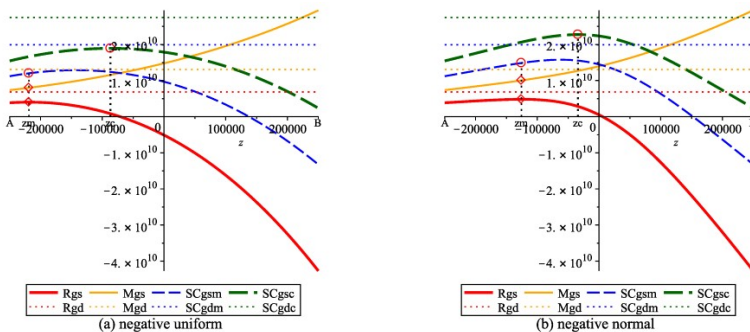 2. × 10¹⁰
1. × 10¹⁰
A zm zc B
-200000 -100000 0 100000 200000
z
-1. × 10¹⁰
-2. × 10¹⁰
-3. × 10¹⁰
-4. × 10¹⁰
Rgs Mgs SCgsm SCgsc
Rgd Mgd SCgdm SCgdc
(a) negative uniform
2. × 10¹⁰
1. × 10¹⁰
A zm zc
-200000 -100000 0 100000 200000
z
-1. × 10¹⁰
-2. × 10¹⁰
-3. × 10¹⁰
-4. × 10¹⁰
Rgs Mgs SCgsm SCgsc
Rgd Mgd SCgdm SCgdc
(b) negative normal